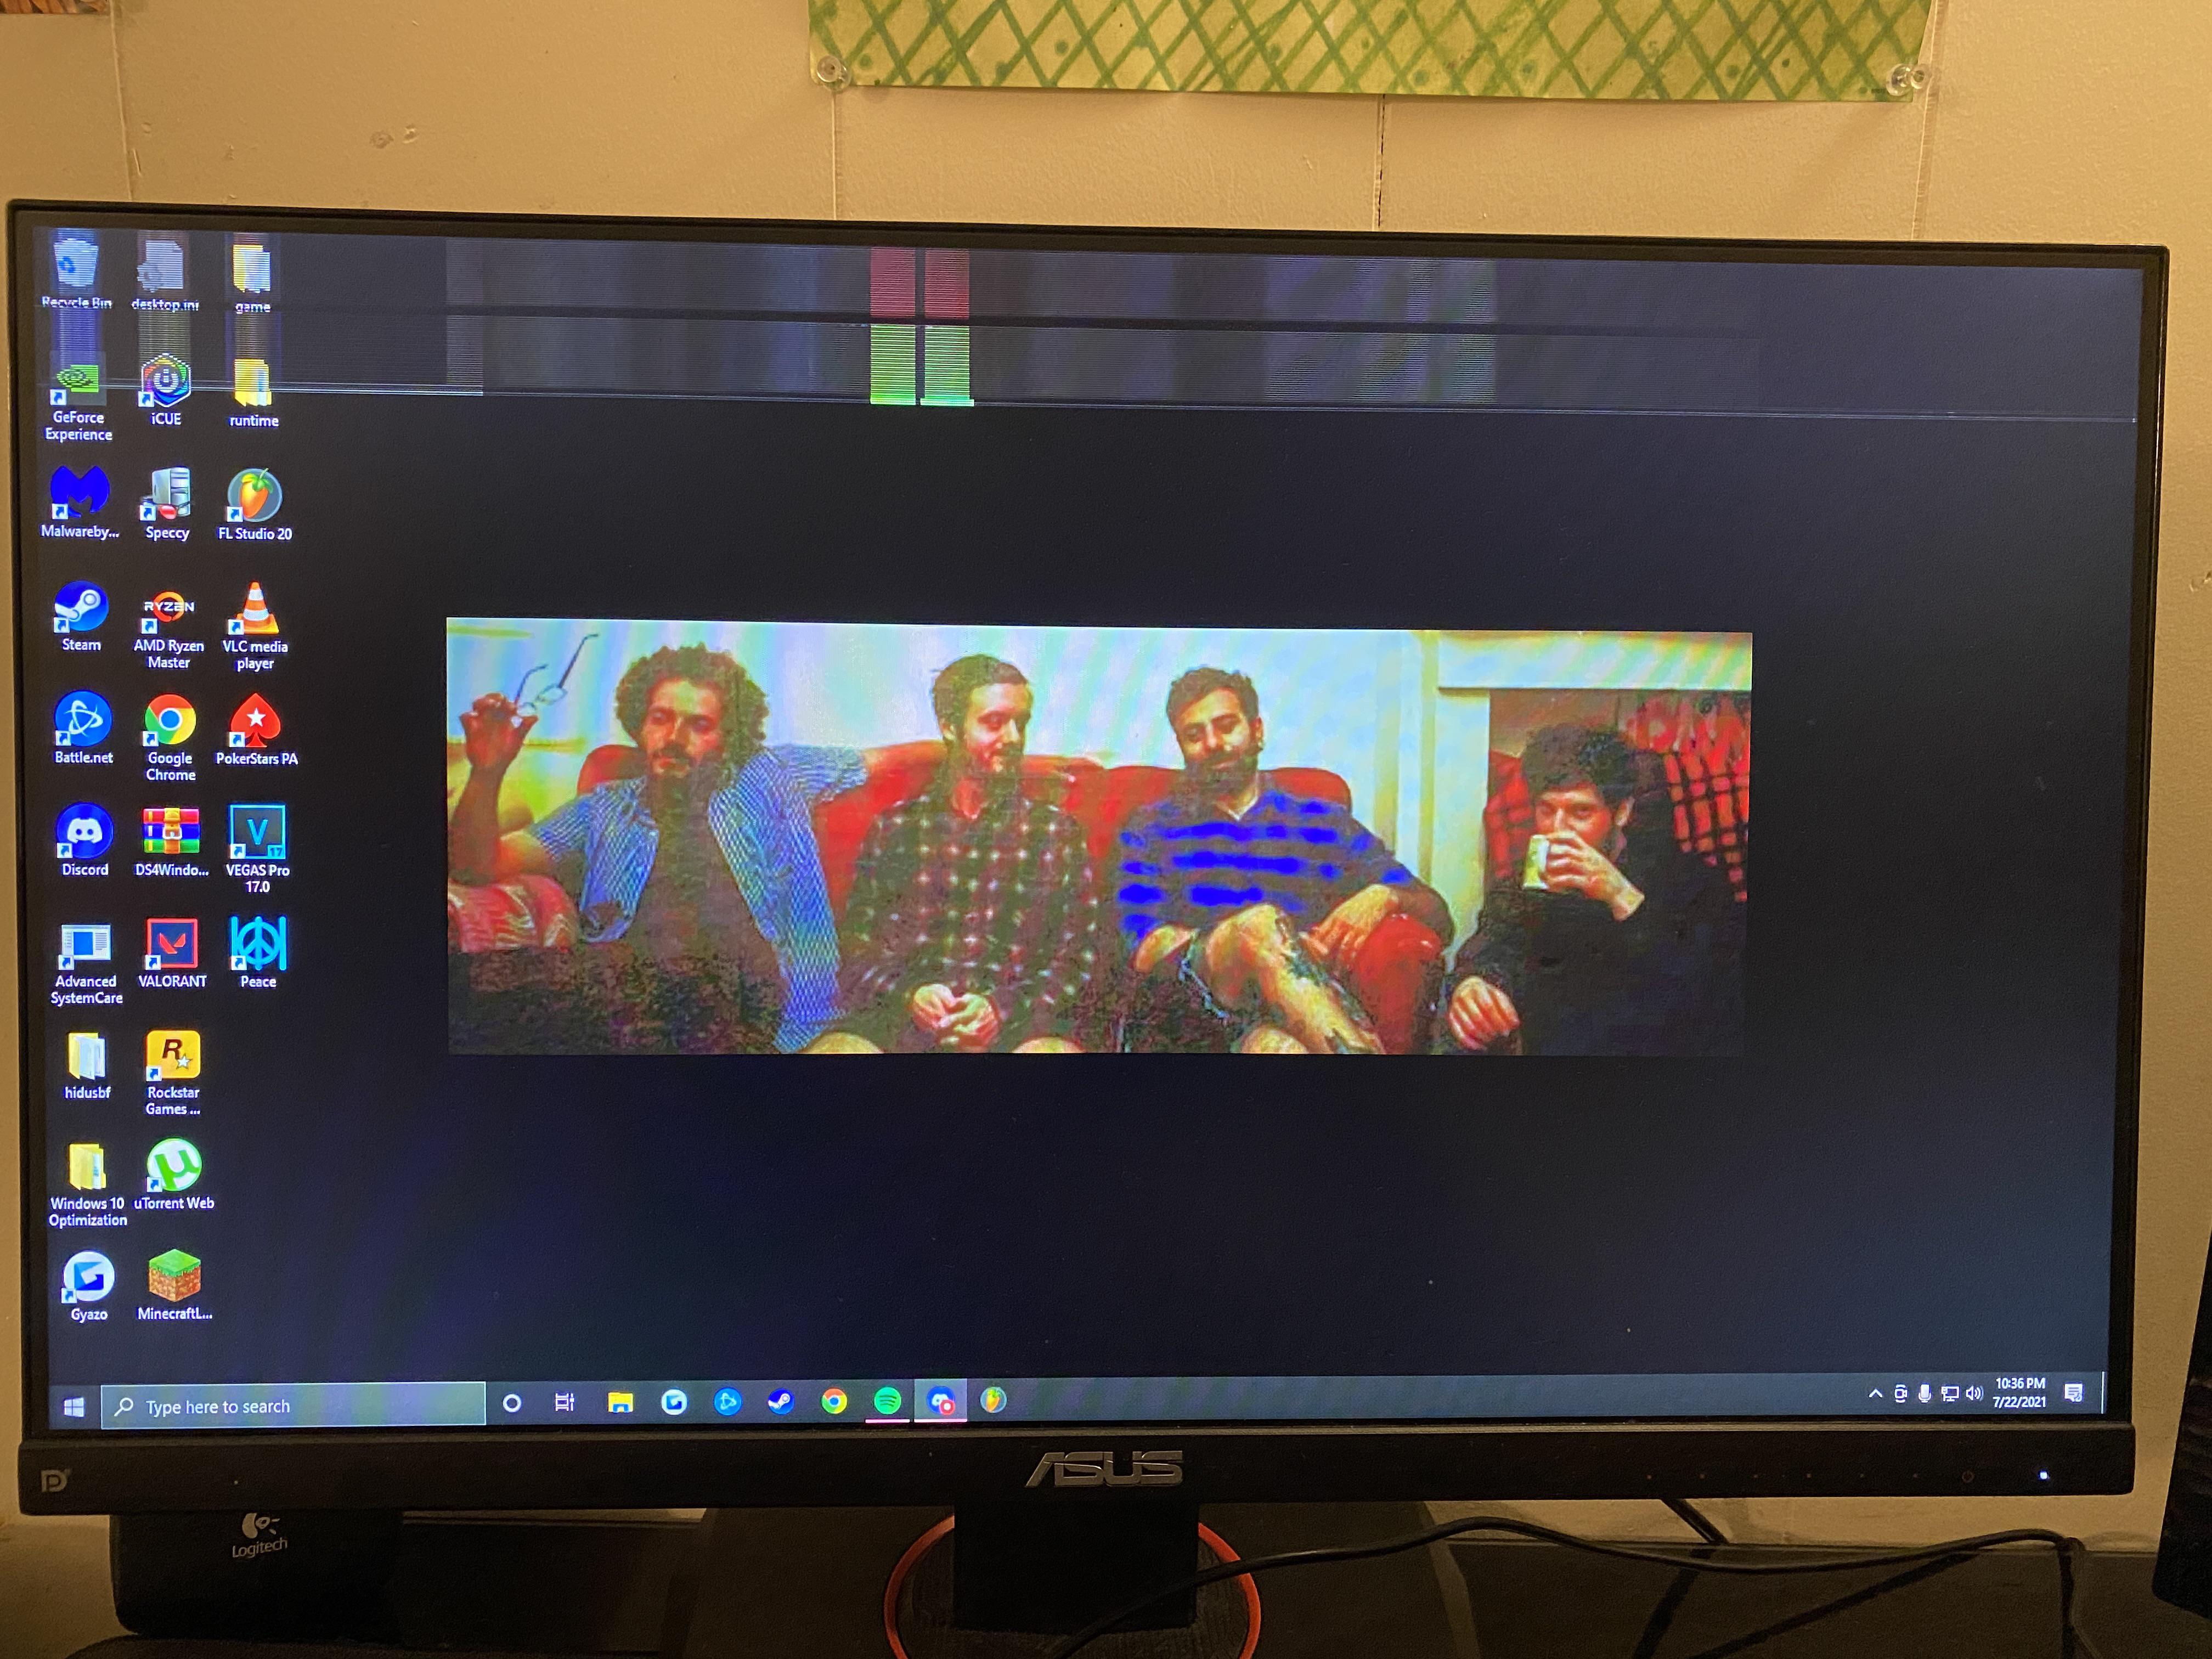 Recycle Bin
desktop.ini
game
GeForce
Experience
iCUE
runtime
Malwareby...
Speccy
FL Studio 20
Steam
RYZEN
AMD Ryzen
Master
VLC media
player
Battle.net
Google
Chrome
PokerStars PA
Discord
DS4Windo...
V
17
VEGAS Pro
17.0
Advanced
SystemCare
VALORANT
Peace
hidusbf
R
Rockstar
Games ...
Windows 10
Optimization
µ
uTorrent Web
Gyazo
MinecraftL...
Type here to search
10:36 PM
7/22/2021
ASUS
Logitech